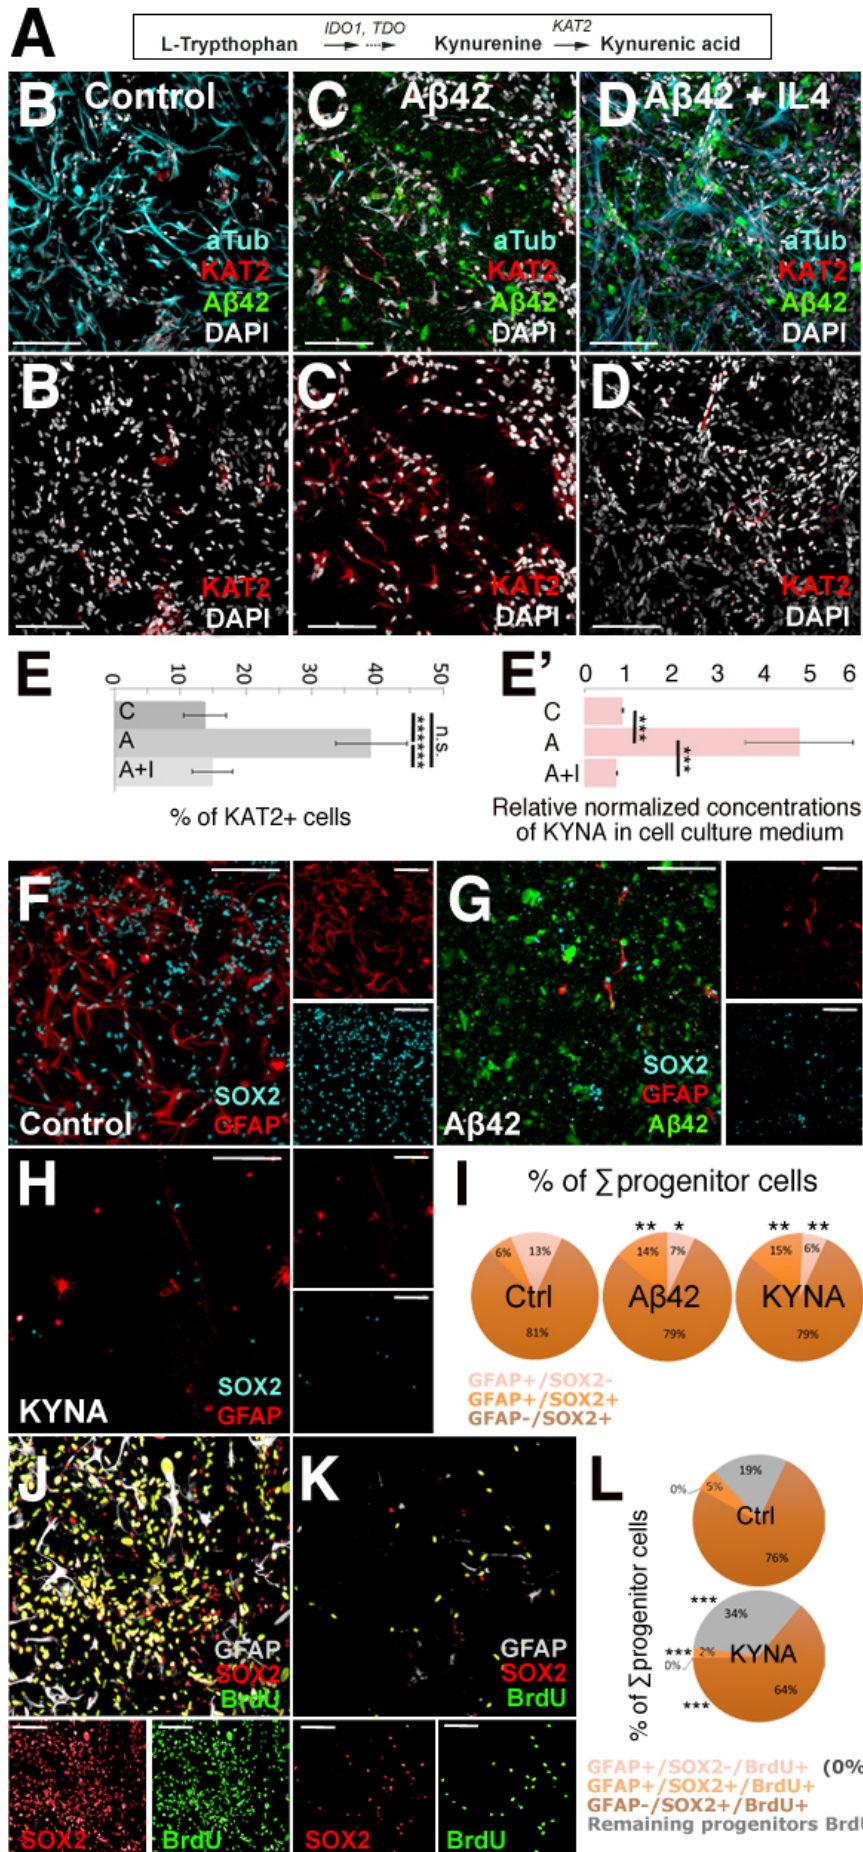 A
L-Trypthophan IDO1, TDO Kynurenine KAT2 Kynurenic acid
B Control
aTub
KAT2
Aβ42
DAPI
C Aβ42
aTub
KAT2
Aβ42
DAPI
D Aβ42 + IL4
aTub
KAT2
Aβ42
DAPI
B'
KAT2
DAPI
C'
KAT2
DAPI
D'
KAT2
DAPI
E
0 10 20 30 40 50
C
A
A+I
*** ***
n.s.
% of KAT2+ cells
E'
0 1 2 3 4 5 6
C
A
A+I
***
***
Relative normalized concentrations
of KYNA in cell culture medium
F
SOX2
GFAP
Control
G
SOX2
GFAP
Aβ42
Aβ42
H
SOX2
GFAP
KYNA
I
% of ∑progenitor cells
6% 13%
Ctrl
81%
** *
14% 7%
Aβ42
79%
** **
15% 6%
KYNA
79%
GFAP+/SOX2-
GFAP+/SOX2+
GFAP-/SOX2+
J
GFAP
SOX2
BrdU
SOX2
BrdU
K
GFAP
SOX2
BrdU
SOX2
BrdU
L
% of ∑progenitor cells
19%
0% 5%
Ctrl
76%
***
34%
*** 2%
0%
KYNA
64%
***
GFAP+/SOX2-/BrdU+ (0%
GFAP+/SOX2+/BrdU+
GFAP-/SOX2+/BrdU+
Remaining progenitors BrdU